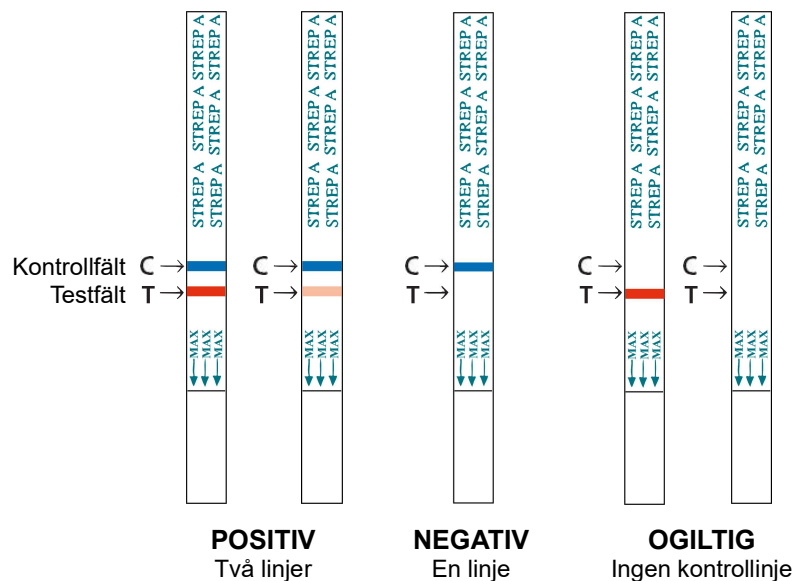 STREP A STREP A STREP A
STREP A STREP A STREP A
STREP A STREP A STREP A
STREP A STREP A STREP A
STREP A STREP A STREP A
STREP A STREP A STREP A
STREP A STREP A STREP A
STREP A STREP A STREP A
STREP A STREP A STREP A
STREP A STREP A STREP A
Kontrollfält C → C → C → C → C →
Testfält T → T → T → T → T →
MAX MAX MAX
MAX MAX MAX
MAX MAX MAX
MAX MAX MAX
MAX MAX MAX
POSITIV NEGATIV OGILTIG
Två linjer En linje Ingen kontrollinje